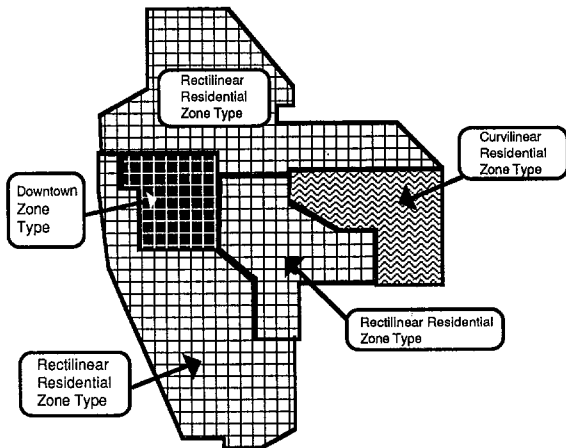 Rectilinear
Residential
Zone Type
Curvilinear
Residential
Zone Type
Downtown
Zone
Type
Rectilinear Residential
Zone Type
Rectilinear
Residential
Zone Type